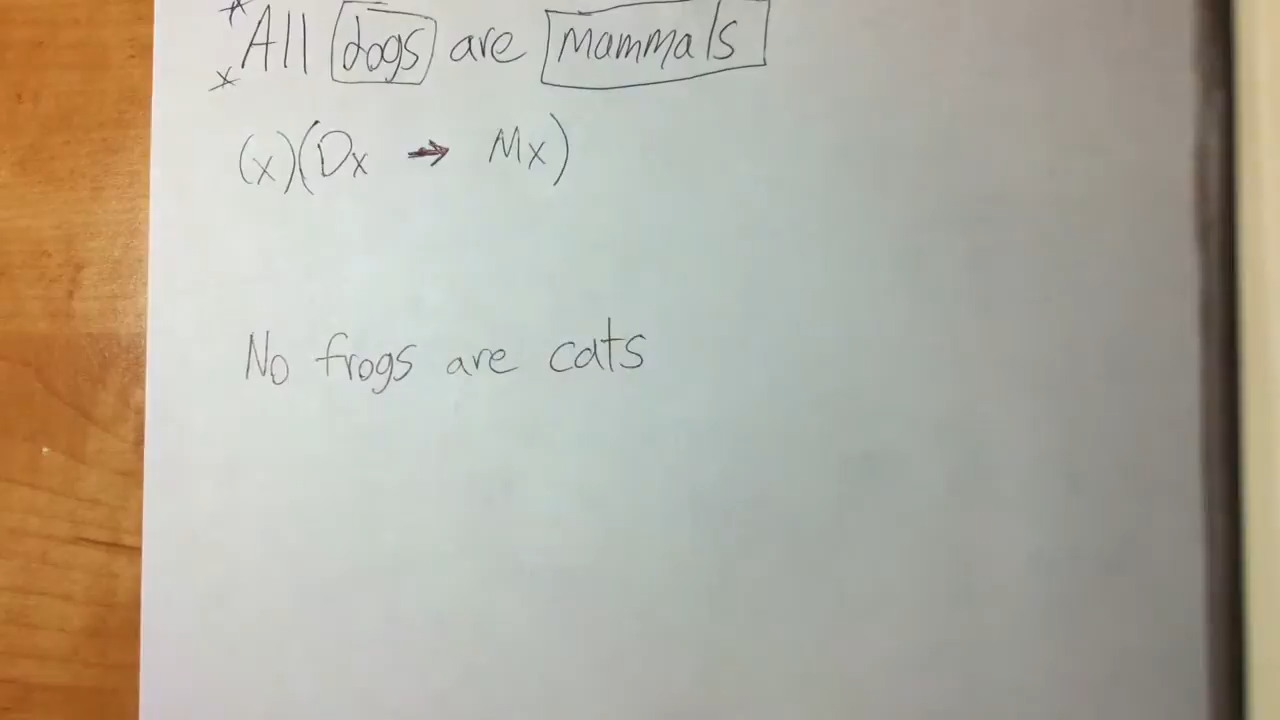 All dogs are mammals
(x)(Dx → Mx)
No frogs are cats